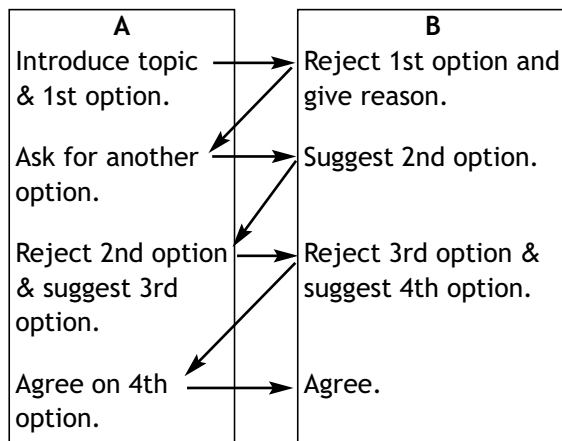 A
Introduce topic
& 1st option.
Ask for another
option.
Reject 2nd option
& suggest 3rd
option.
Agree on 4th
option.
B
Reject 1st option and
give reason.
Suggest 2nd option.
Reject 3rd option &
suggest 4th option.
Agree.